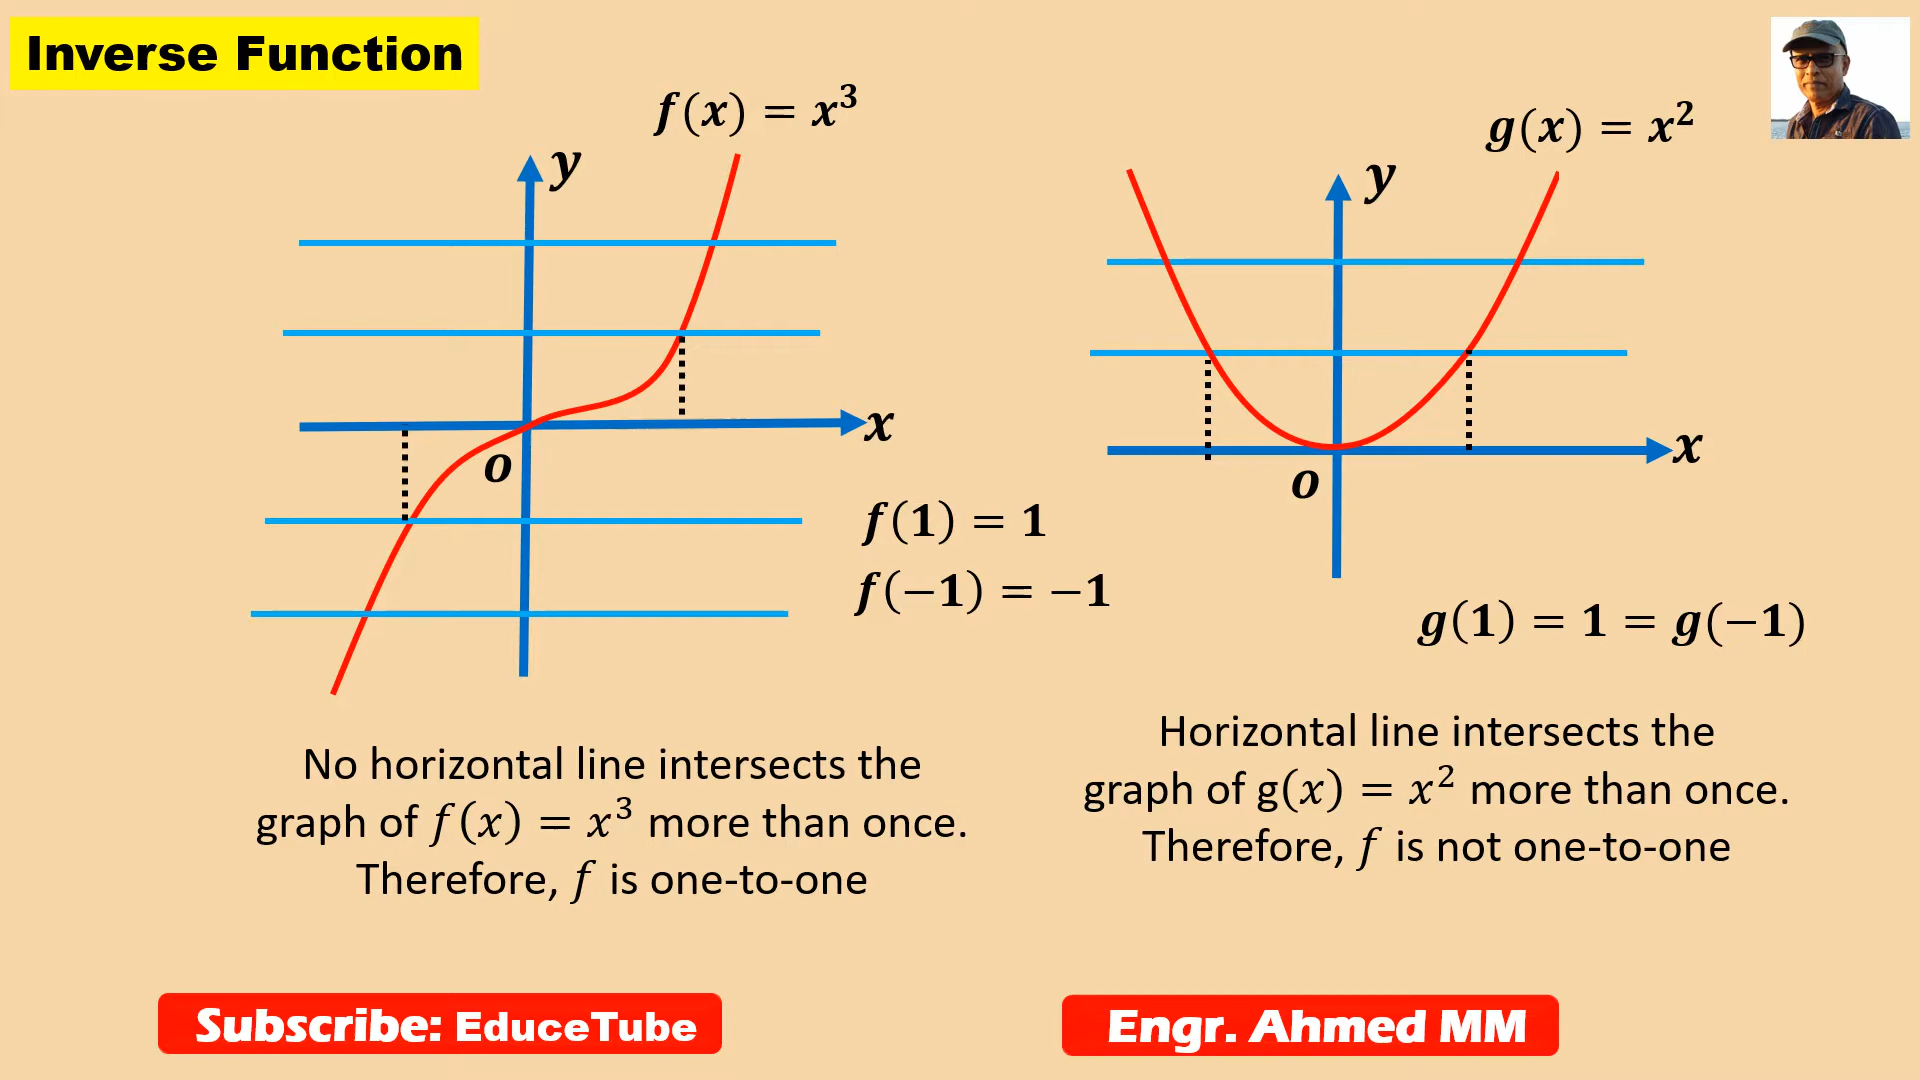 Inverse Function
f(x) = x³
y
x
o
f(1) = 1
f(−1) = −1
No horizontal line intersects the
graph of f(x) = x³ more than once.
Therefore, f is one-to-one
g(x) = x²
y
x
o
g(1) = 1 = g(−1)
Horizontal line intersects the
graph of g(x) = x² more than once.
Therefore, f is not one-to-one
Subscribe: EduceTube
Engr. Ahmed MM